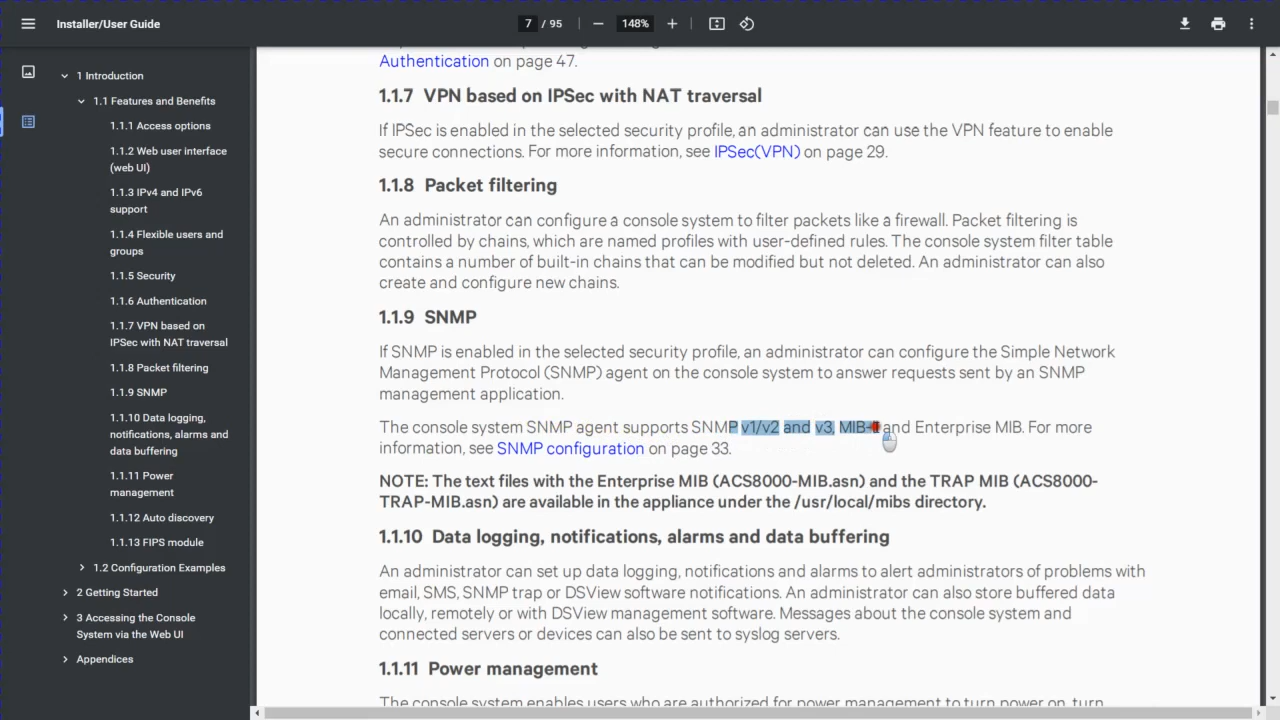 Installer/User Guide
7 / 95
148%
1 Introduction
1.1 Features and Benefits
1.1.1 Access options
1.1.2 Web user interface
(web UI)
1.1.3 IPv4 and IPv6
support
1.1.4 Flexible users and
groups
1.1.5 Security
1.1.6 Authentication
1.1.7 VPN based on
IPSec with NAT traversal
1.1.8 Packet filtering
1.1.9 SNMP
1.1.10 Data logging,
notifications, alarms and
data buffering
1.1.11 Power
management
1.1.12 Auto discovery
1.1.13 FIPS module
1.2 Configuration Examples
2 Getting Started
3 Accessing the Console
System via the Web UI
Appendices
Authentication on page 47.
1.1.7 VPN based on IPSec with NAT traversal
If IPSec is enabled in the selected security profile, an administrator can use the VPN feature to enable
secure connections. For more information, see IPSec(VPN) on page 29.
1.1.8 Packet filtering
An administrator can configure a console system to filter packets like a firewall. Packet filtering is
controlled by chains, which are named profiles with user-defined rules. The console system filter table
contains a number of built-in chains that can be modified but not deleted. An administrator can also
create and configure new chains.
1.1.9 SNMP
If SNMP is enabled in the selected security profile, an administrator can configure the Simple Network
Management Protocol (SNMP) agent on the console system to answer requests sent by an SNMP
management application.
The console system SNMP agent supports SNMP v1/v2 and v3, and Enterprise MIB. For more
information, see SNMP configuration on page 33.
NOTE: The text files with the Enterprise MIB (ACS8000-MIB.asn) and the TRAP MIB (ACS8000-
TRAP-MIB.asn) are available in the appliance under the /usr/local/mibs directory.
1.1.10 Data logging, notifications, alarms and data buffering
An administrator can set up data logging, notifications and alarms to alert administrators of problems with
email, SMS, SNMP trap or DSView software notifications. An administrator can also store buffered data
locally, remotely or with DSView management software. Messages about the console system and
connected servers or devices can also be sent to syslog servers.
1.1.11 Power management
The console system enables users who are authorized for power management to turn power on, turn